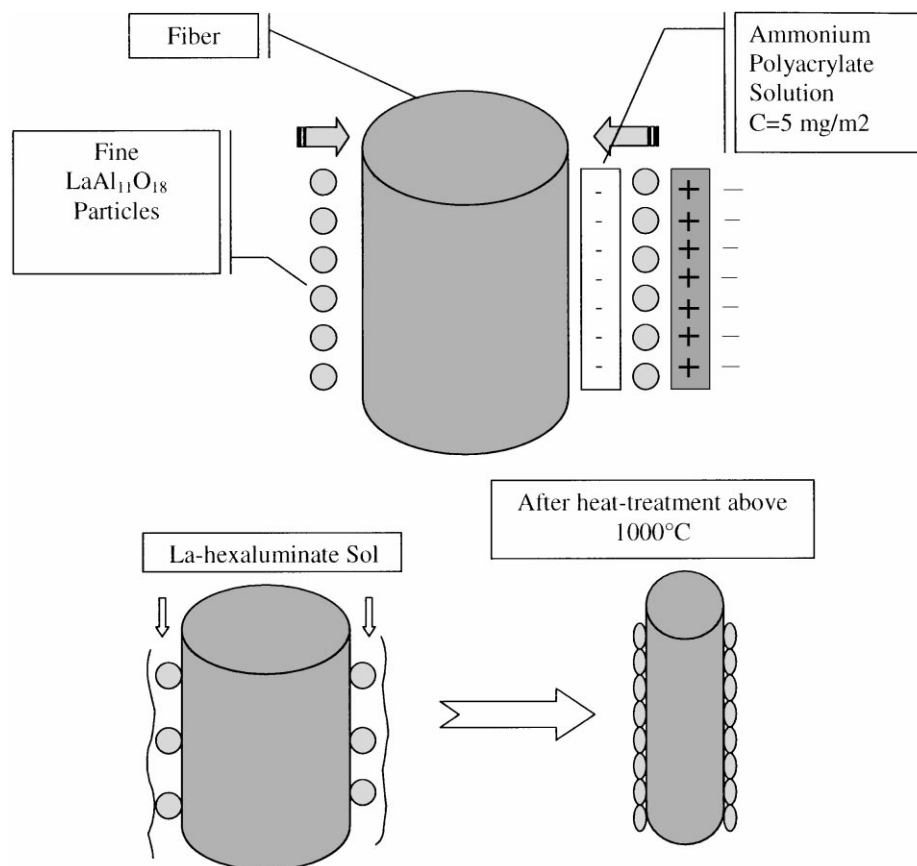 Fiber
Ammonium
Polyacrylate
Solution
C=5 mg/m2
Fine
LaAl₁₁O₁₈
Particles
- + —
- + —
- + —
- + —
- + —
- + —
- + —
After heat-treatment above
1000°C
La-hexaluminate Sol